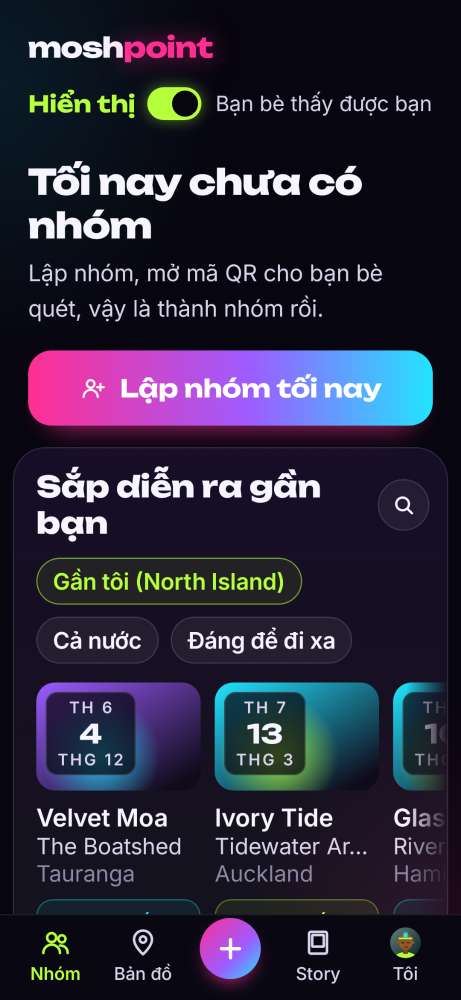 moshpoint
Hiển thị
Bạn bè thấy được bạn
Tối nay chưa có
nhóm
Lập nhóm, mở mã QR cho bạn bè
quét, vậy là thành nhóm rồi.
Lập nhóm tối nay
Sắp diễn ra gần
bạn
Gần tôi (North Island)
Cả nước
Đáng để đi xa
TH 6
4
THG 12
TH 7
13
THG 3
Velvet Moa
The Boatshed
Tauranga
Ivory Tide
Tidewater Ar...
Auckland
Nhóm
Bản đồ
Story
Tôi